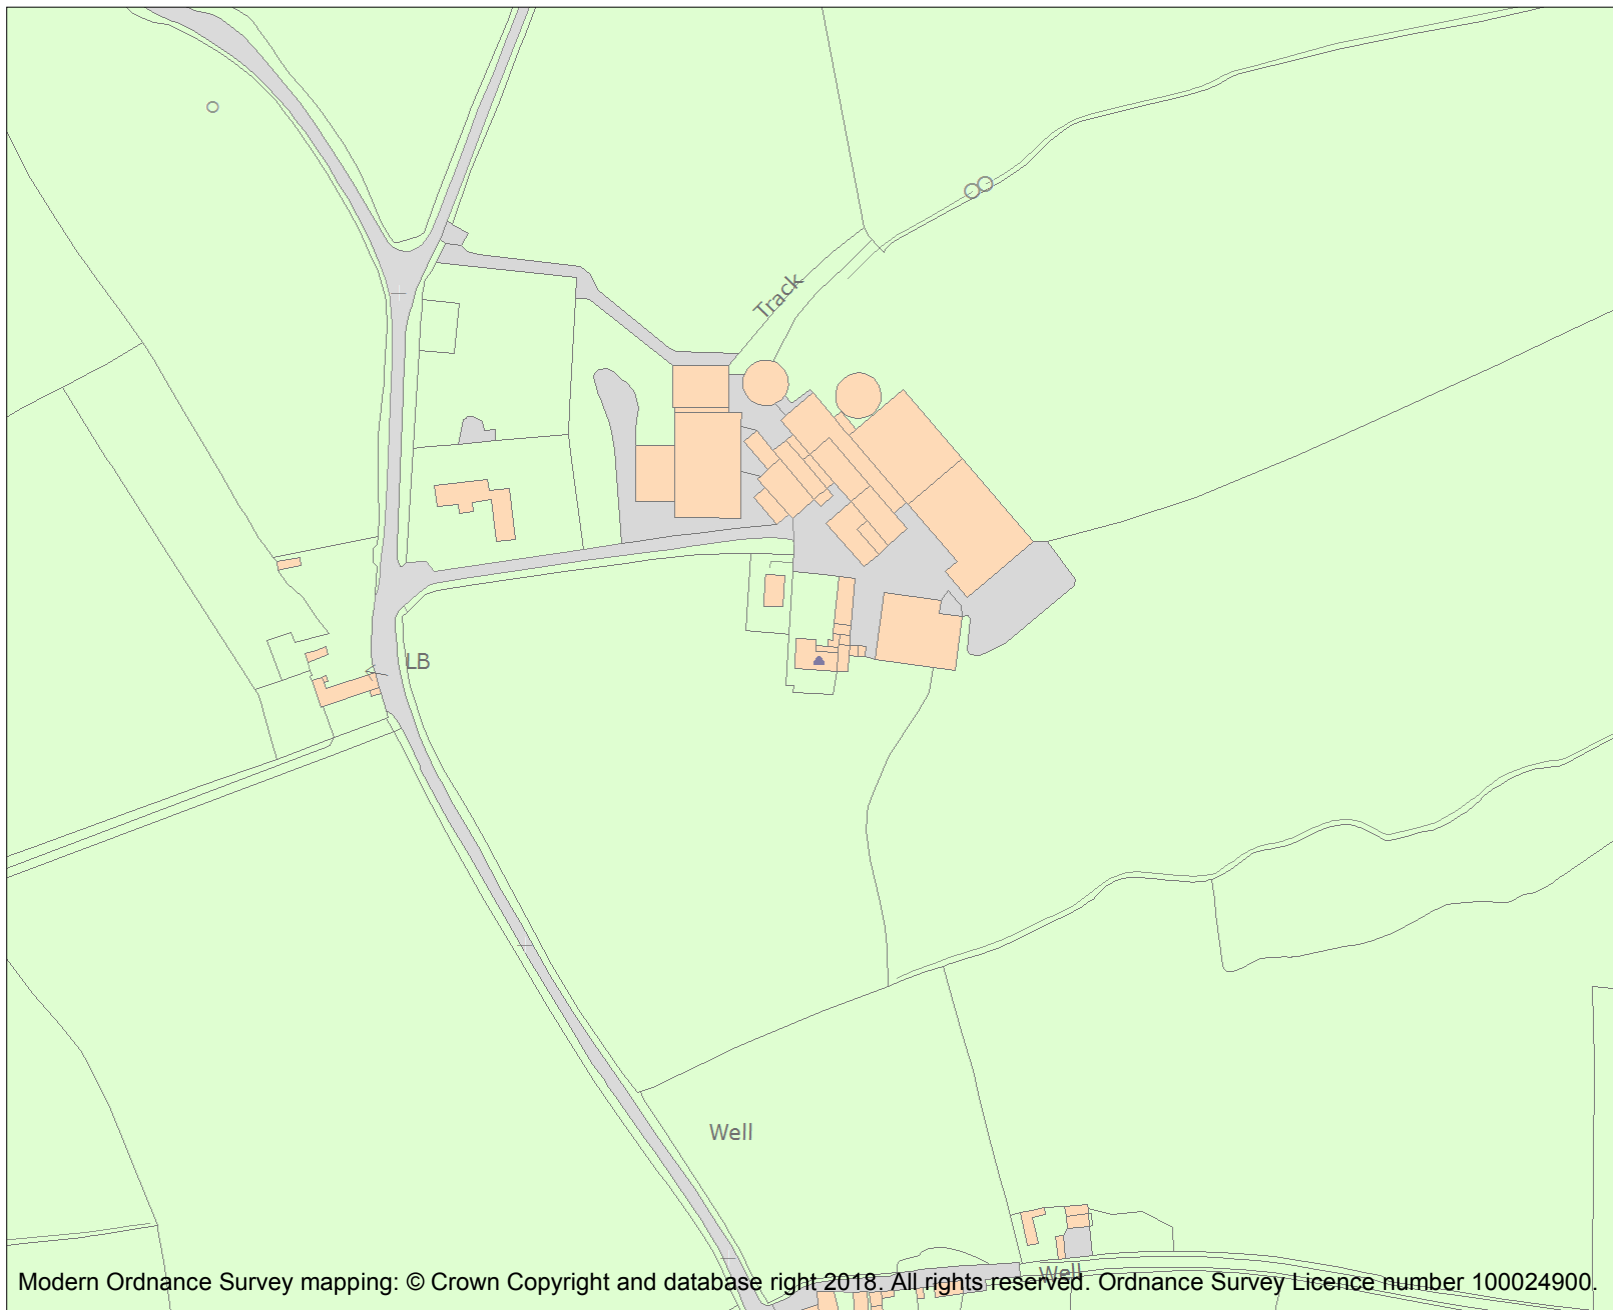 Track
LB
Well
Well
Modern Ordnance Survey mapping: © Crown Copyright and database right 2018. All rights reserved. Ordnance Survey Licence number 100024900.